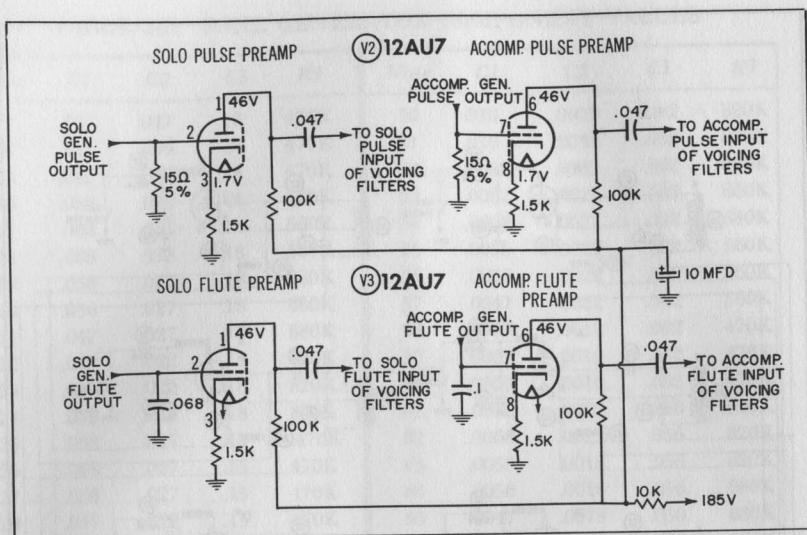 SOLO PULSE PREAMP
V2 12AU7
ACCOMP PULSE PREAMP
1
46V
2
SOLO
GEN.
PULSE
OUTPUT
15Ω
5%
3
1.7V
1.5K
.047
TO SOLO
PULSE
INPUT
OF VOICING
FILTERS
100K
ACCOMP. GEN.
PULSE OUTPUT
6
46V
7
15Ω
5%
8
1.7V
1.5K
.047
TO ACCOMP.
PULSE INPUT
OF VOICING
FILTERS
100K
10 MFD
SOLO FLUTE PREAMP
V3 12AU7
ACCOMP. FLUTE
PREAMP
1
46V
2
SOLO
GEN.
FLUTE
OUTPUT
.068
3
1.5K
.047
TO SOLO
FLUTE INPUT
OF VOICING
FILTERS
100K
ACCOMP. GEN.
FLUTE OUTPUT
6
46V
7
.1
8
1.5K
.047
TO ACCOMP.
FLUTE INPUT
OF VOICING
FILTERS
100K
10K
185V